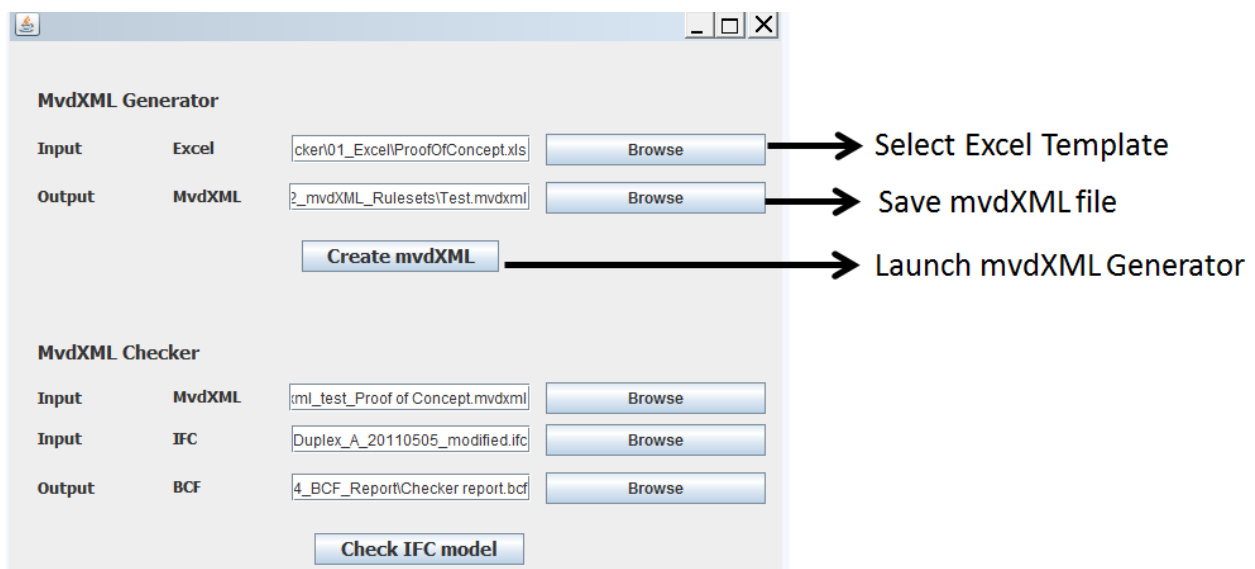 MvdXML Generator
Input Excel cker\01_Excel\ProofOfConcept.xls Browse Select Excel Template
Output MvdXML 2_mvdXML_Rulesets\Test.mvdxml Browse Save mvdXML file
Create mvdXML Launch mvdXML Generator
MvdXML Checker
Input MvdXML xml_test_Proof of Concept.mvdxml Browse
Input IFC Duplex_A_20110505_modified.ifc Browse
Output BCF 4_BCF_Report\Checker report.bcf Browse
Check IFC model